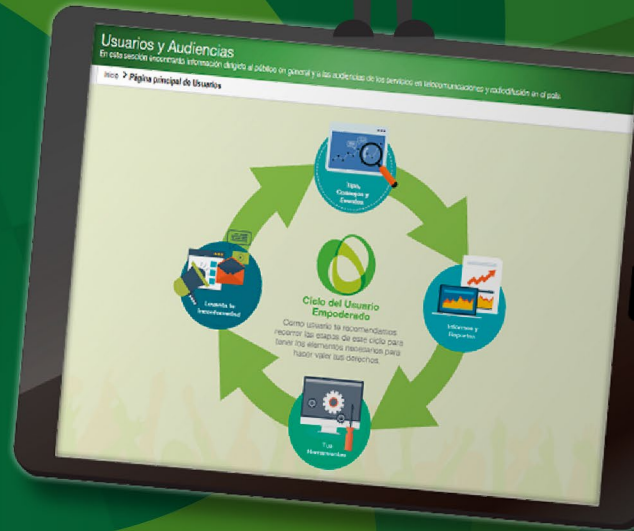 Usuarios y Audiencias
En esta sección encontrarás información dirigida al público en general y a las audiencias de los servicios en telecomunicaciones y radiodifusión en el país.
Inicio > Página principal de Usuarios
Tips,
Consejos y
Estudios
Informes y
Reportes
Tus
Herramientas
Levanta tu
Inconformidad
Ciclo del Usuario
Empoderado
Como usuario te recomendamos
recorrer las etapas de este ciclo para
tener los elementos necesarios para
hacer valer tus derechos.